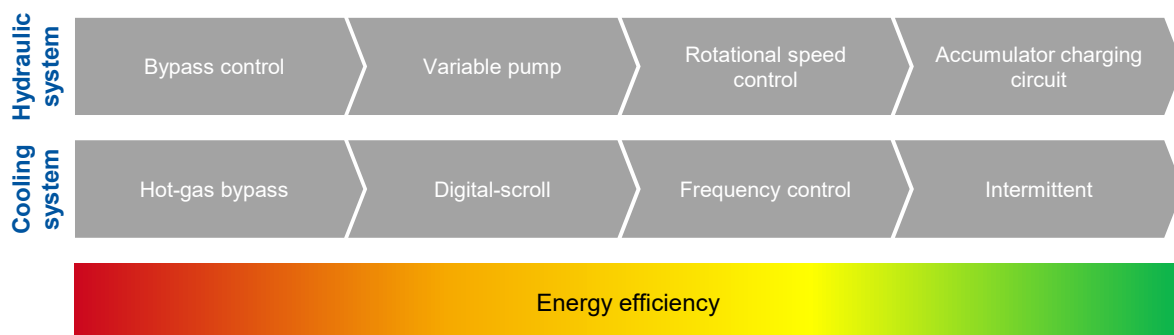 Hydraulic
system
Bypass control
Variable pump
Rotational speed
control
Accumulator charging
circuit
Cooling
system
Hot-gas bypass
Digital-scroll
Frequency control
Intermittent
Energy efficiency